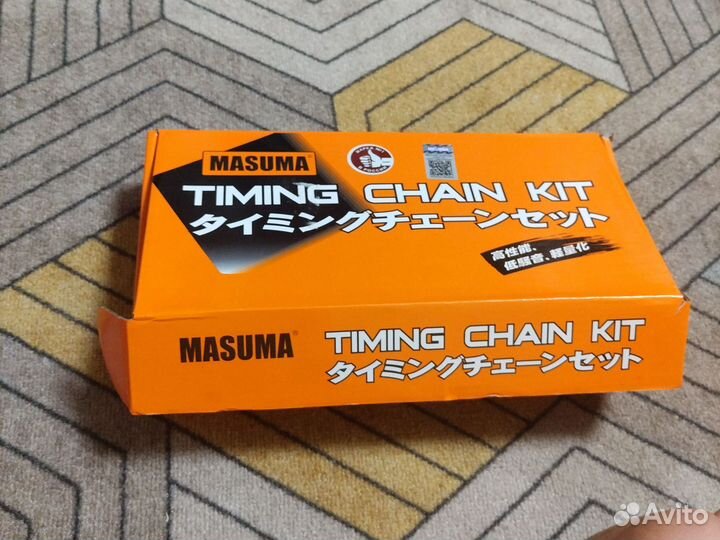 MASUMA
TIMING CHAIN KIT
タイミングチェーンセット
高性能、
低騒音、軽量化
MASUMA
TIMING CHAIN KIT
タイミングチェーンセット
Avito